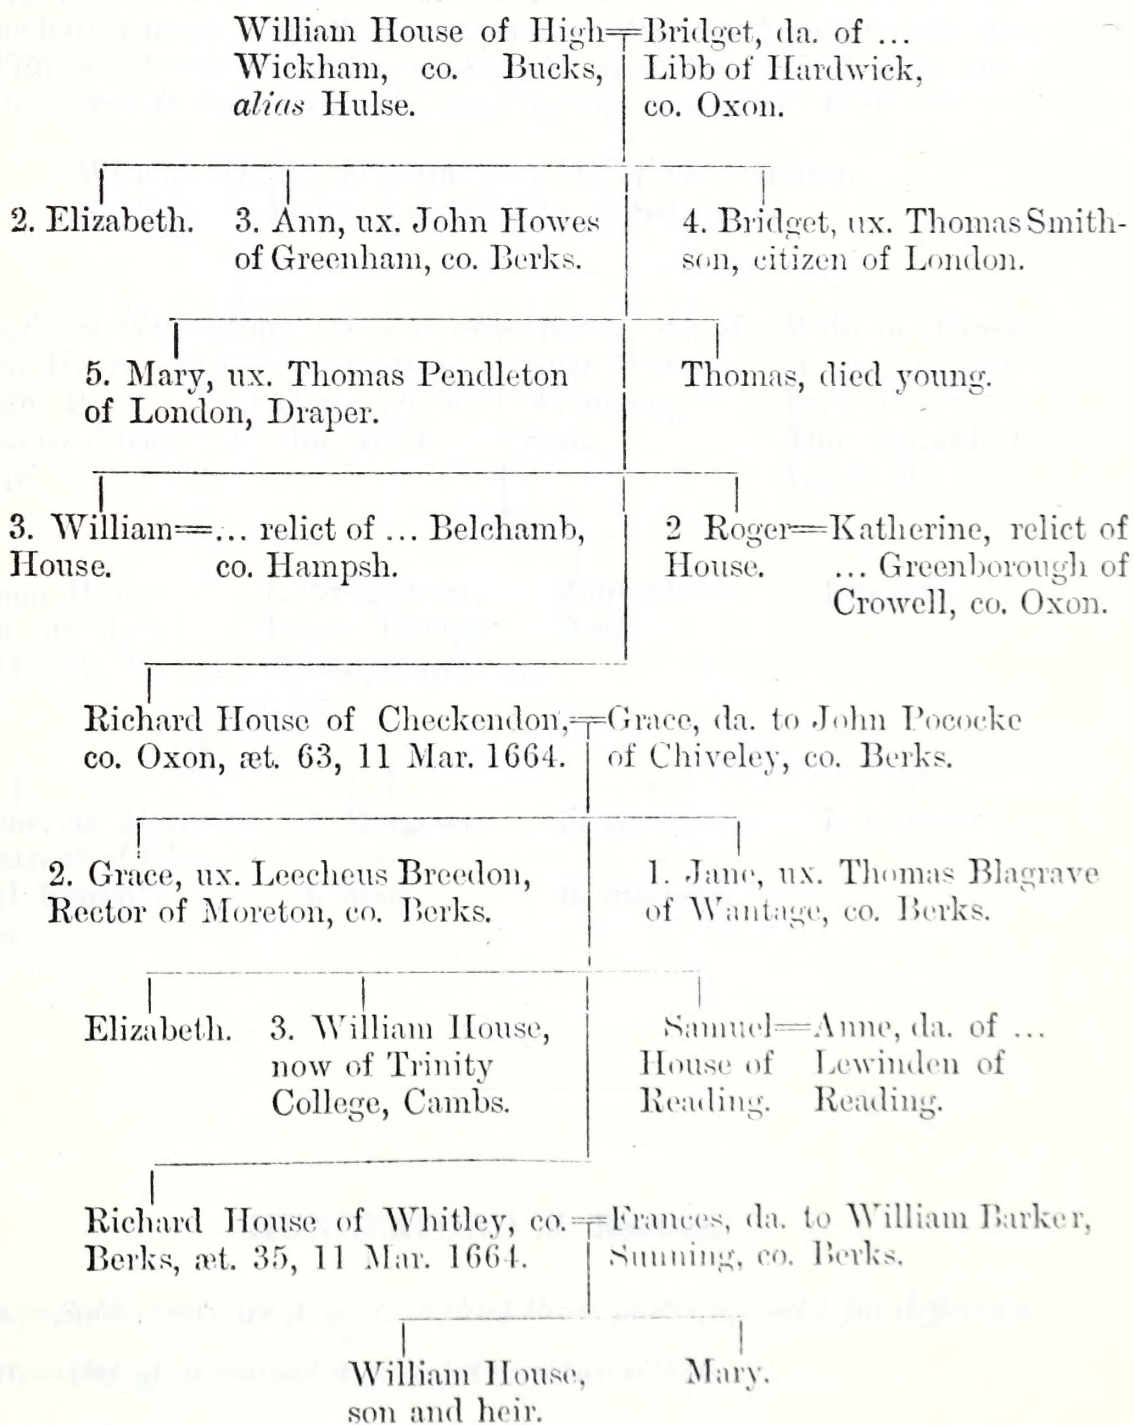 William House of High Bridget, da. of ...
Wickham, co. Bucks, Libb of Hardwick,
alias Hulse. co. Oxon.
2. Elizabeth. 3. Ann, ux. John Howes 4. Bridget, ux. Thomas Smith-
of Greenham, co. Berks. son, citizen of London.
5. Mary, ux. Thomas Pendleton Thomas, died young.
of London, Draper.
3. William=... relict of ... Belchamb, 2 Roger=Katherine, relict of
House. co. Hampsh. House. ... Greenborough of
Crowell, co. Oxon.
Richard House of Checkendon,=Grace, da. to John Pococke
co. Oxon, æt. 63, 11 Mar. 1664. of Chiveley, co. Berks.
2. Grace, ux. Leecheus Breedon, 1. Jane, ux. Thomas Blagrave
Rector of Moreton, co. Berks. of Wantage, co. Berks.
Elizabeth. 3. William House, Samuel=Anne, da. of ...
now of Trinity House of Lewinden of
College, Cambs. Reading. Reading.
Richard House of Whitley, co.=Frances, da. to William Barker,
Berks, æt. 35, 11 Mar. 1664. Sunning, co. Berks.
William House, Mary.
son and heir.